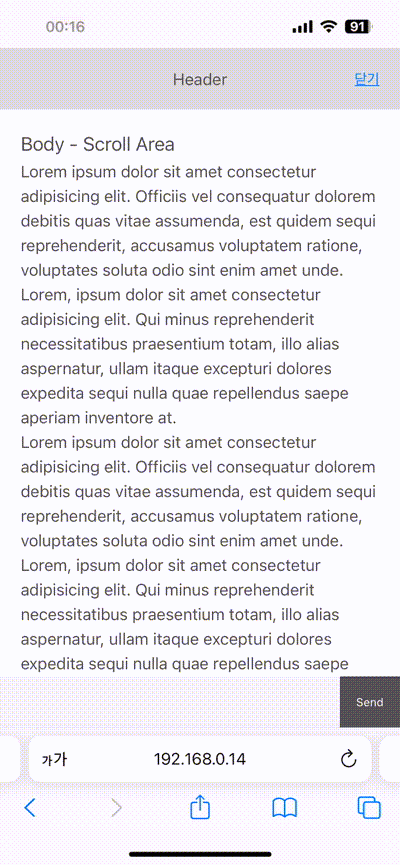 00:16
91
Header
닫기
Body - Scroll Area
Lorem ipsum dolor sit amet consectetur
adipisicing elit. Officiis vel consequatur dolorem
debitis quas vitae assumenda, est quidem sequi
reprehenderit, accusamus voluptatem ratione,
voluptates soluta odio sint enim amet unde.
Lorem, ipsum dolor sit amet consectetur
adipisicing elit. Qui minus reprehenderit
necessitatibus praesentium totam, illo alias
aspernatur, ullam itaque excepturi dolores
expedita sequi nulla quae repellendus saepe
aperiam inventore at.
Lorem ipsum dolor sit amet consectetur
adipisicing elit. Officiis vel consequatur dolorem
debitis quas vitae assumenda, est quidem sequi
reprehenderit, accusamus voluptatem ratione,
voluptates soluta odio sint enim amet unde.
Lorem, ipsum dolor sit amet consectetur
adipisicing elit. Qui minus reprehenderit
necessitatibus praesentium totam, illo alias
aspernatur, ullam itaque excepturi dolores
expedita sequi nulla quae repellendus saepe
Send
가가 192.168.0.14